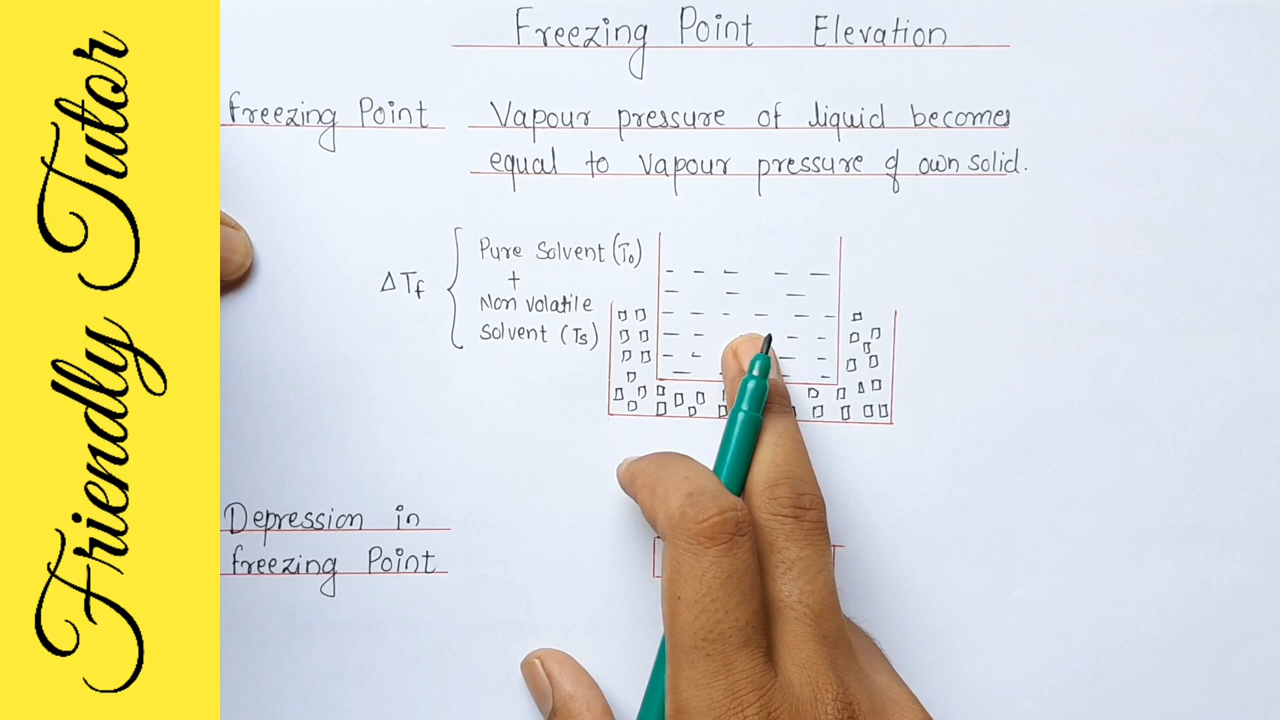 Friendly Tutor
Freezing Point Elevation
Freezing Point
Vapour pressure of liquid becomes
equal to vapour pressure of own solid.
ΔTf
Pure Solvent (To)
+
Non volatile
Solvent (Ts)
Depression in
freezing Point